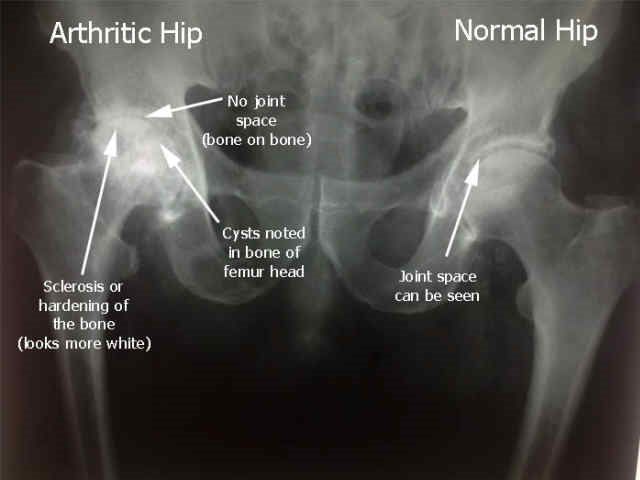 Arthritic Hip
Normal Hip
No joint
space
(bone on bone)
Cysts noted
in bone of
femur head
Joint space
can be seen
Sclerosis or
hardening of
the bone
(looks more white)